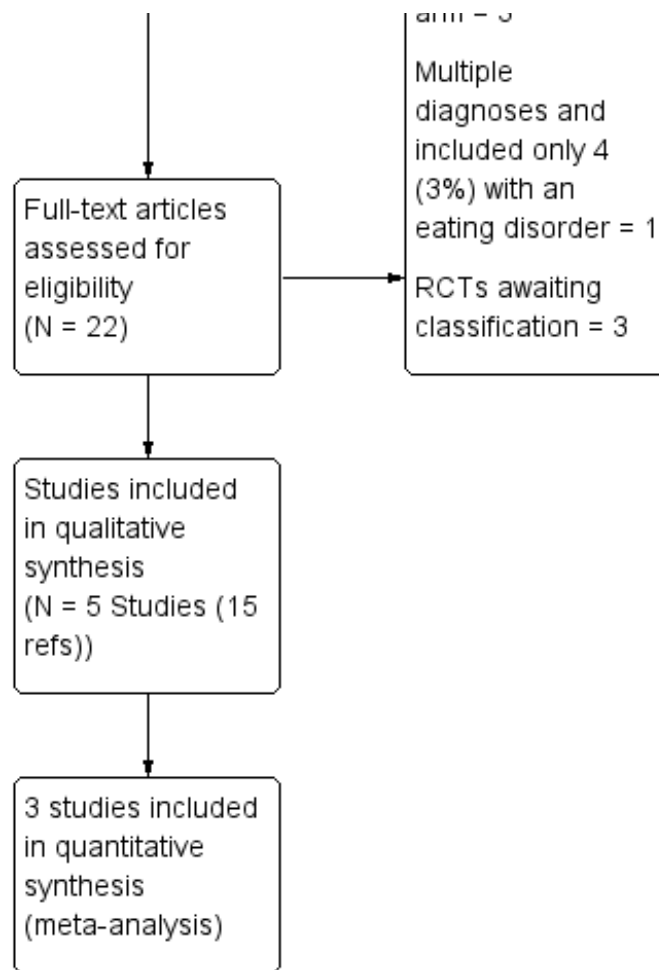 Multiple
diagnoses and
included only 4
(3%) with an
eating disorder = 1
RCTs awaiting
classification = 3
Full-text articles
assessed for
eligibility
(N = 22)
Studies included
in qualitative
synthesis
(N = 5 Studies (15
refs))
3 studies included
in quantitative
synthesis
(meta-analysis)